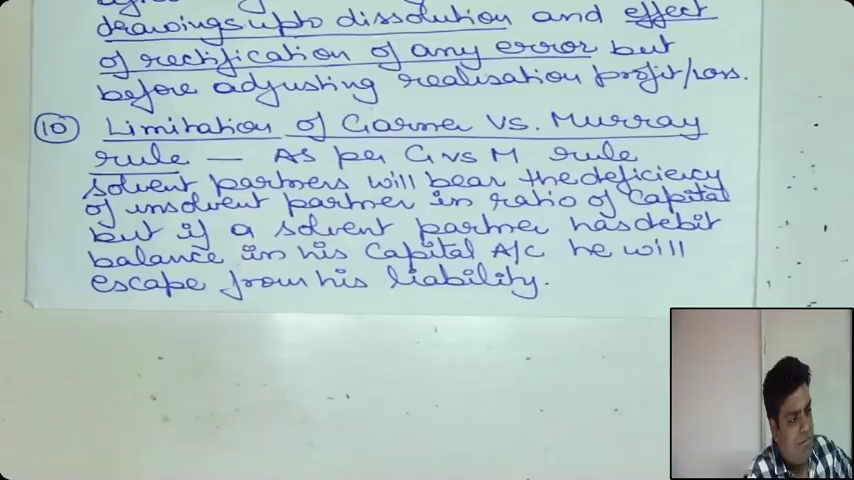 drawings upto dissolution and effect
of rectification of any error but
before adjusting realisation profit/loss.
10 Limitation of Garner Vs. Murray
rule — As per G vs M rule
solvent partners will bear the deficiency
of insolvent partner in ratio of capital
but if a solvent partner has debit
balance in his Capital A/C he will
escape from his liability.